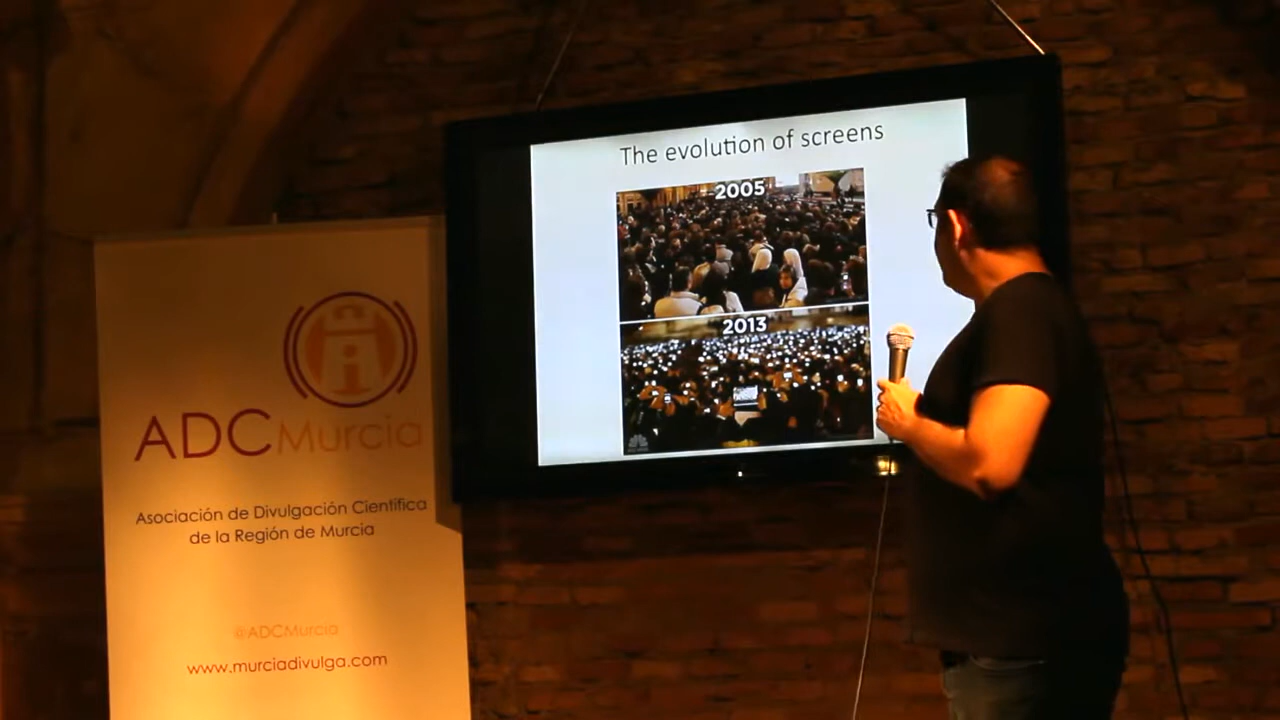 The evolution of screens
2005
2013
ADCMurcia
Asociación de Divulgación Científica
de la Región de Murcia
@ADCMurcia
www.murciadivulga.com